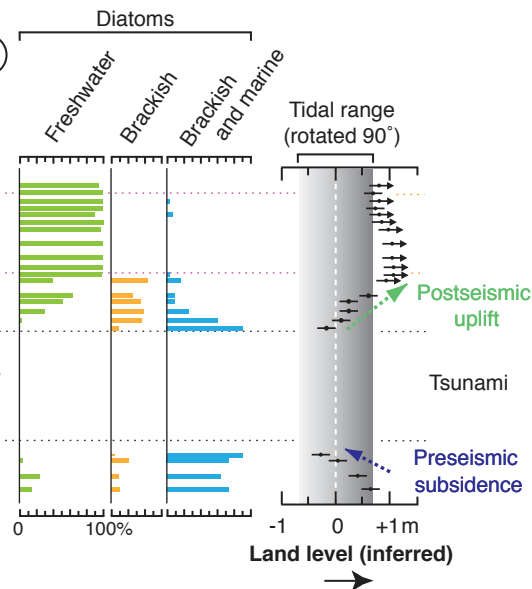 Diatoms
Freshwater
Brackish
Brackish
and marine
Tidal range
(rotated 90˚)
Postseismic
uplift
Tsunami
Preseismic
subsidence
0
100%
-1
0
+1m
Land level (inferred)